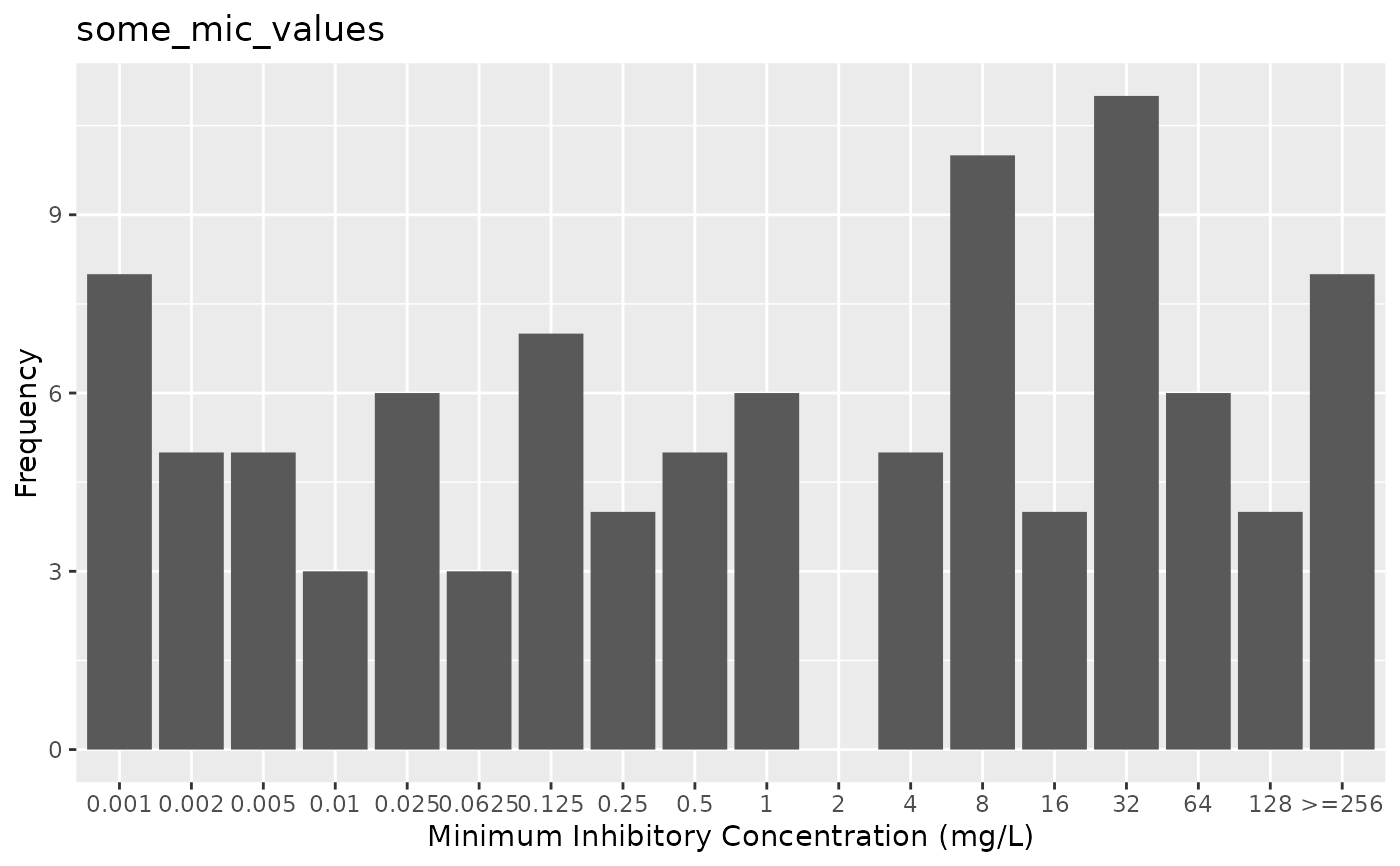 some_mic_values
Frequency
9
6
3
0
0.001 0.002 0.005 0.01 0.025 0.0625 0.125 0.25 0.5 1 2 4 8 16 32 64 128 >=256
Minimum Inhibitory Concentration (mg/L)